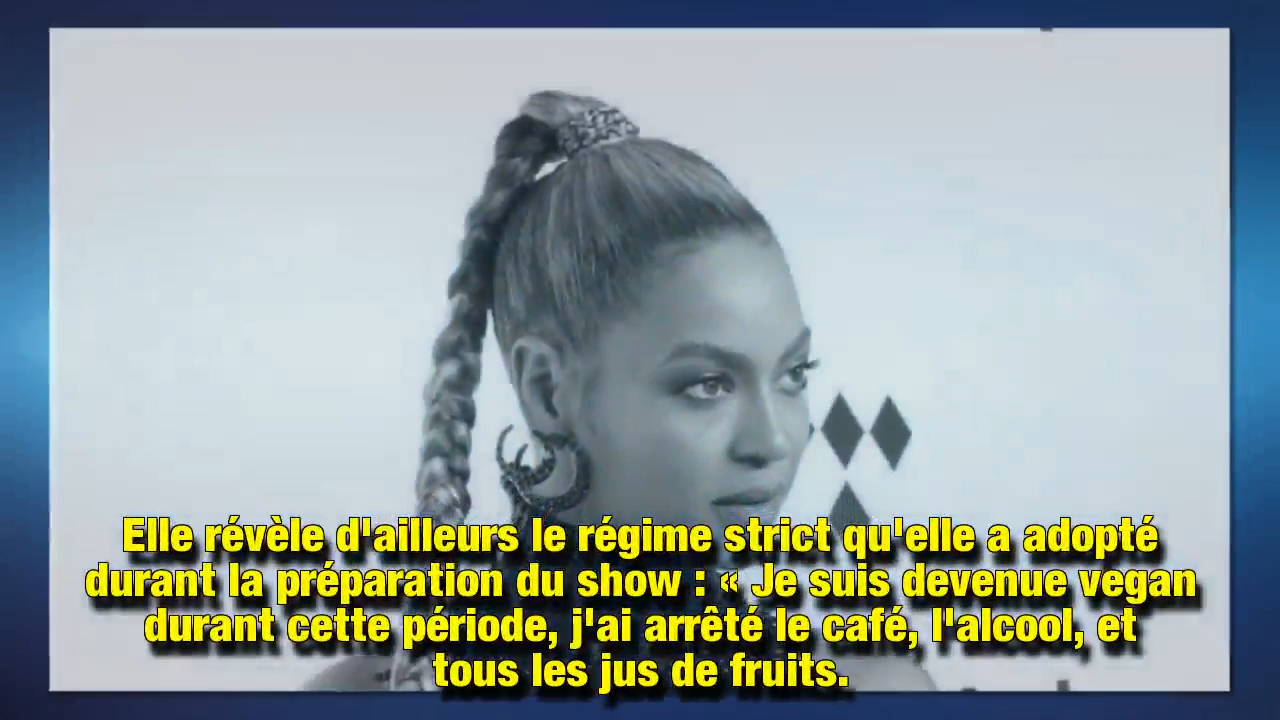 Elle révèle d'ailleurs le régime strict qu'elle a adopté
durant la préparation du show : « Je suis devenue vegan
durant cette période, j'ai arrêté le café, l'alcool, et
tous les jus de fruits.